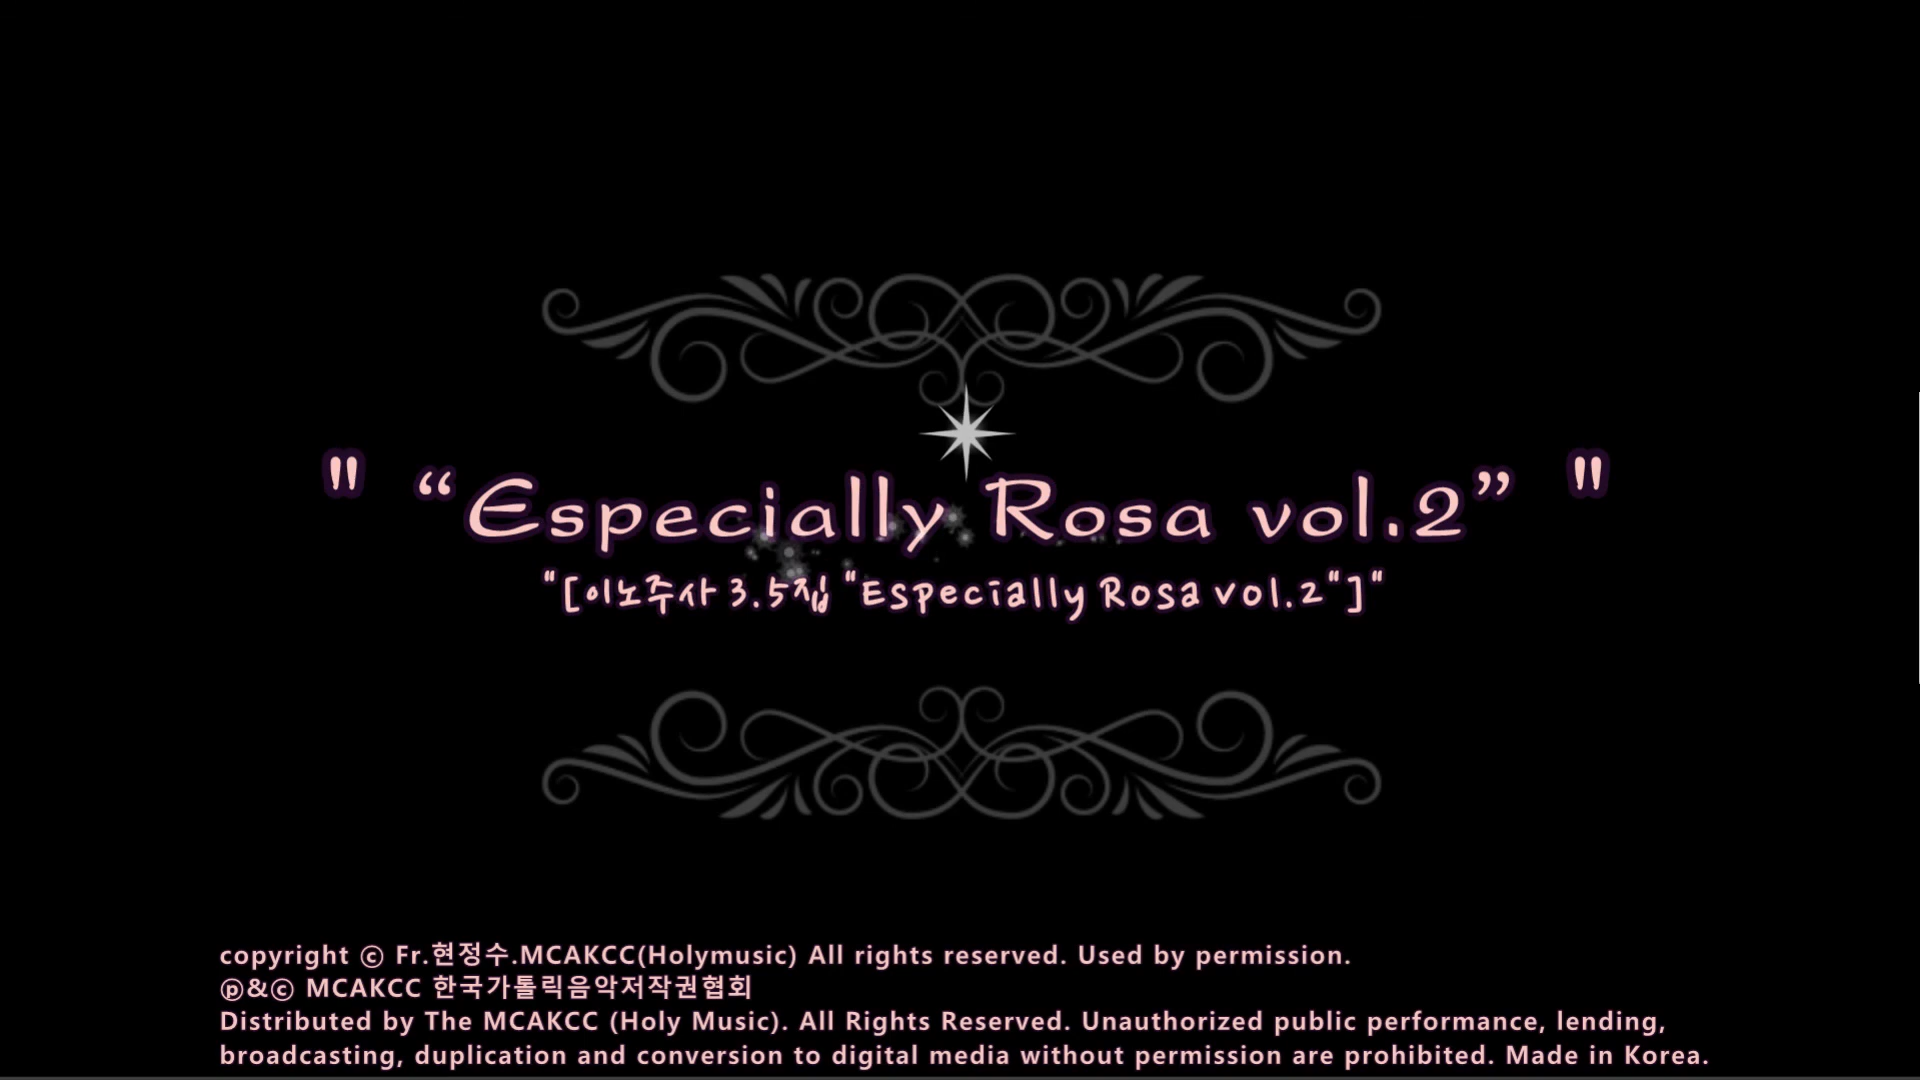 " “Especially Rosa vol.2” "
"[이노주사 3.5집 "Especially Rosa vol.2"]"
copyright ⓒ Fr.현정수.MCAKCC(Holymusic) All rights reserved. Used by permission.
ⓟ&ⓒ MCAKCC 한국가톨릭음악저작권협회
Distributed by The MCAKCC (Holy Music). All Rights Reserved. Unauthorized public performance, lending,
broadcasting, duplication and conversion to digital media without permission are prohibited. Made in Korea.